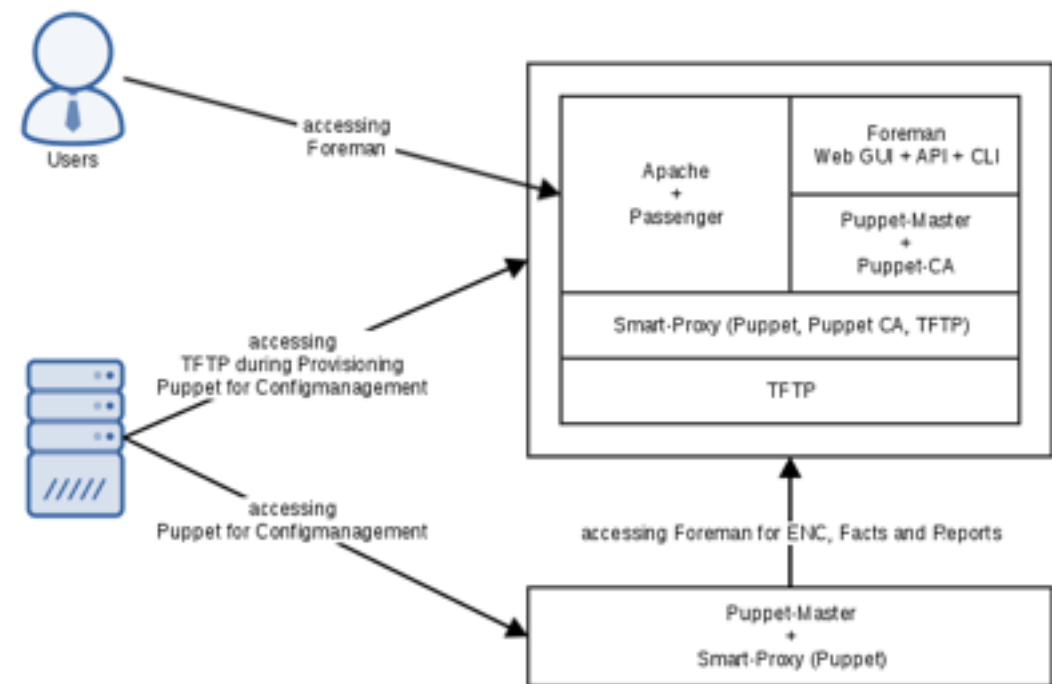 Users
accessing
Foreman
Apache
+
Passenger
Foreman
Web GUI + API + CLI
Puppet-Master
+
Puppet-CA
Smart-Proxy (Puppet, Puppet CA, TFTP)
TFTP
accessing
TFTP during Provisioning
Puppet for Configmanagement
accessing
Puppet for Configmanagement
accessing Foreman for ENC, Facts and Reports
Puppet-Master
+
Smart-Proxy (Puppet)